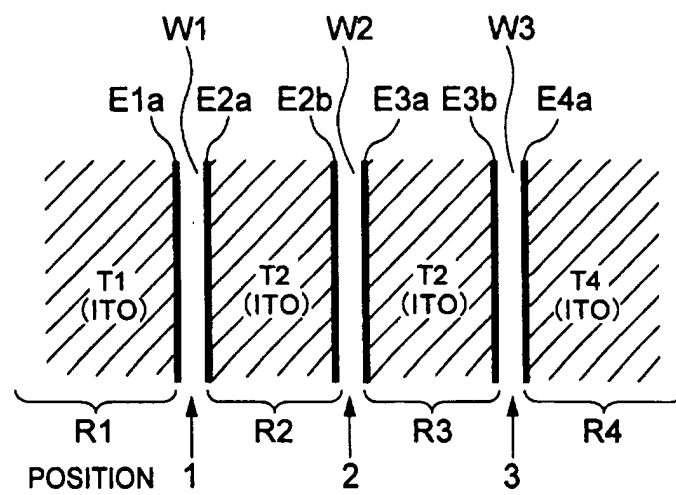 W1 W2 W3
E1a E2a E2b E3a E3b E4a
T1 T2 T2 T4
(ITO) (ITO) (ITO) (ITO)
R1 R2 R3 R4
POSITION 1 2 3